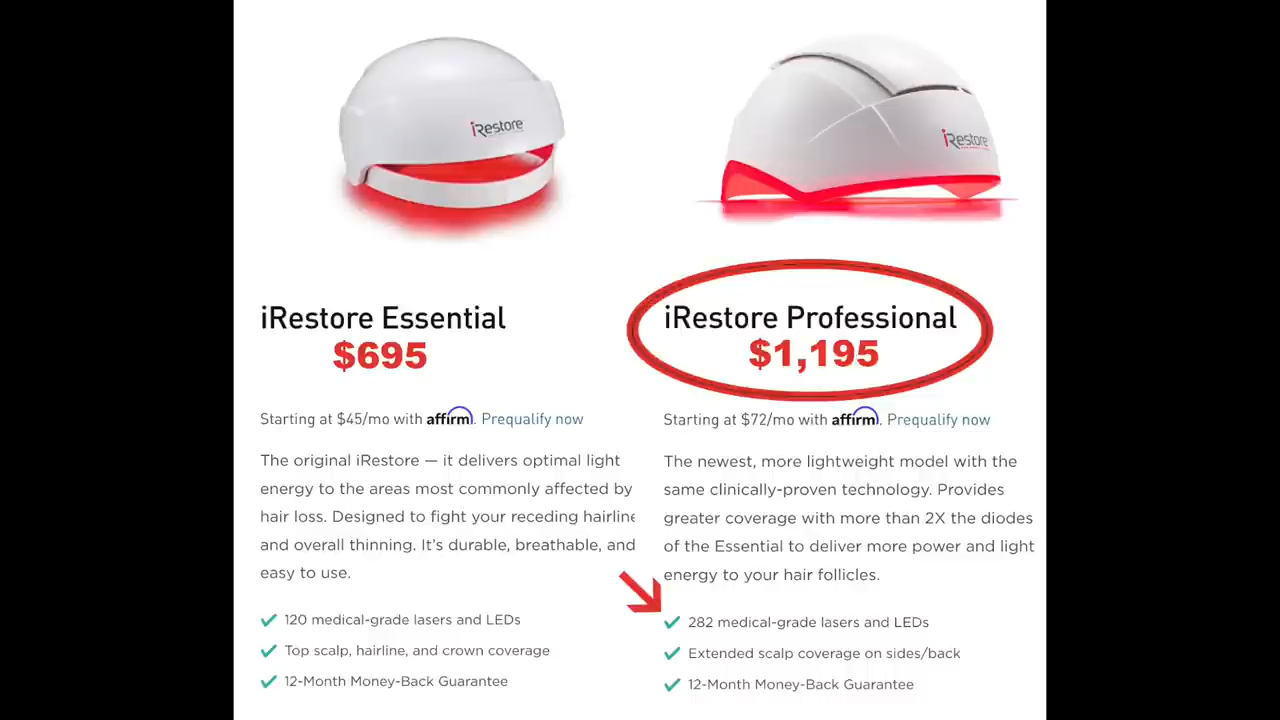 iRestore
iRestore
iRestore Essential
$695
Starting at $45/mo with affirm. Prequalify now
The original iRestore — it delivers optimal light
energy to the areas most commonly affected by
hair loss. Designed to fight your receding hairline
and overall thinning. It's durable, breathable, and
easy to use.
120 medical-grade lasers and LEDs
Top scalp, hairline, and crown coverage
12-Month Money-Back Guarantee
iRestore Professional
$1,195
Starting at $72/mo with affirm. Prequalify now
The newest, more lightweight model with the
same clinically-proven technology. Provides
greater coverage with more than 2X the diodes
of the Essential to deliver more power and light
energy to your hair follicles.
282 medical-grade lasers and LEDs
Extended scalp coverage on sides/back
12-Month Money-Back Guarantee